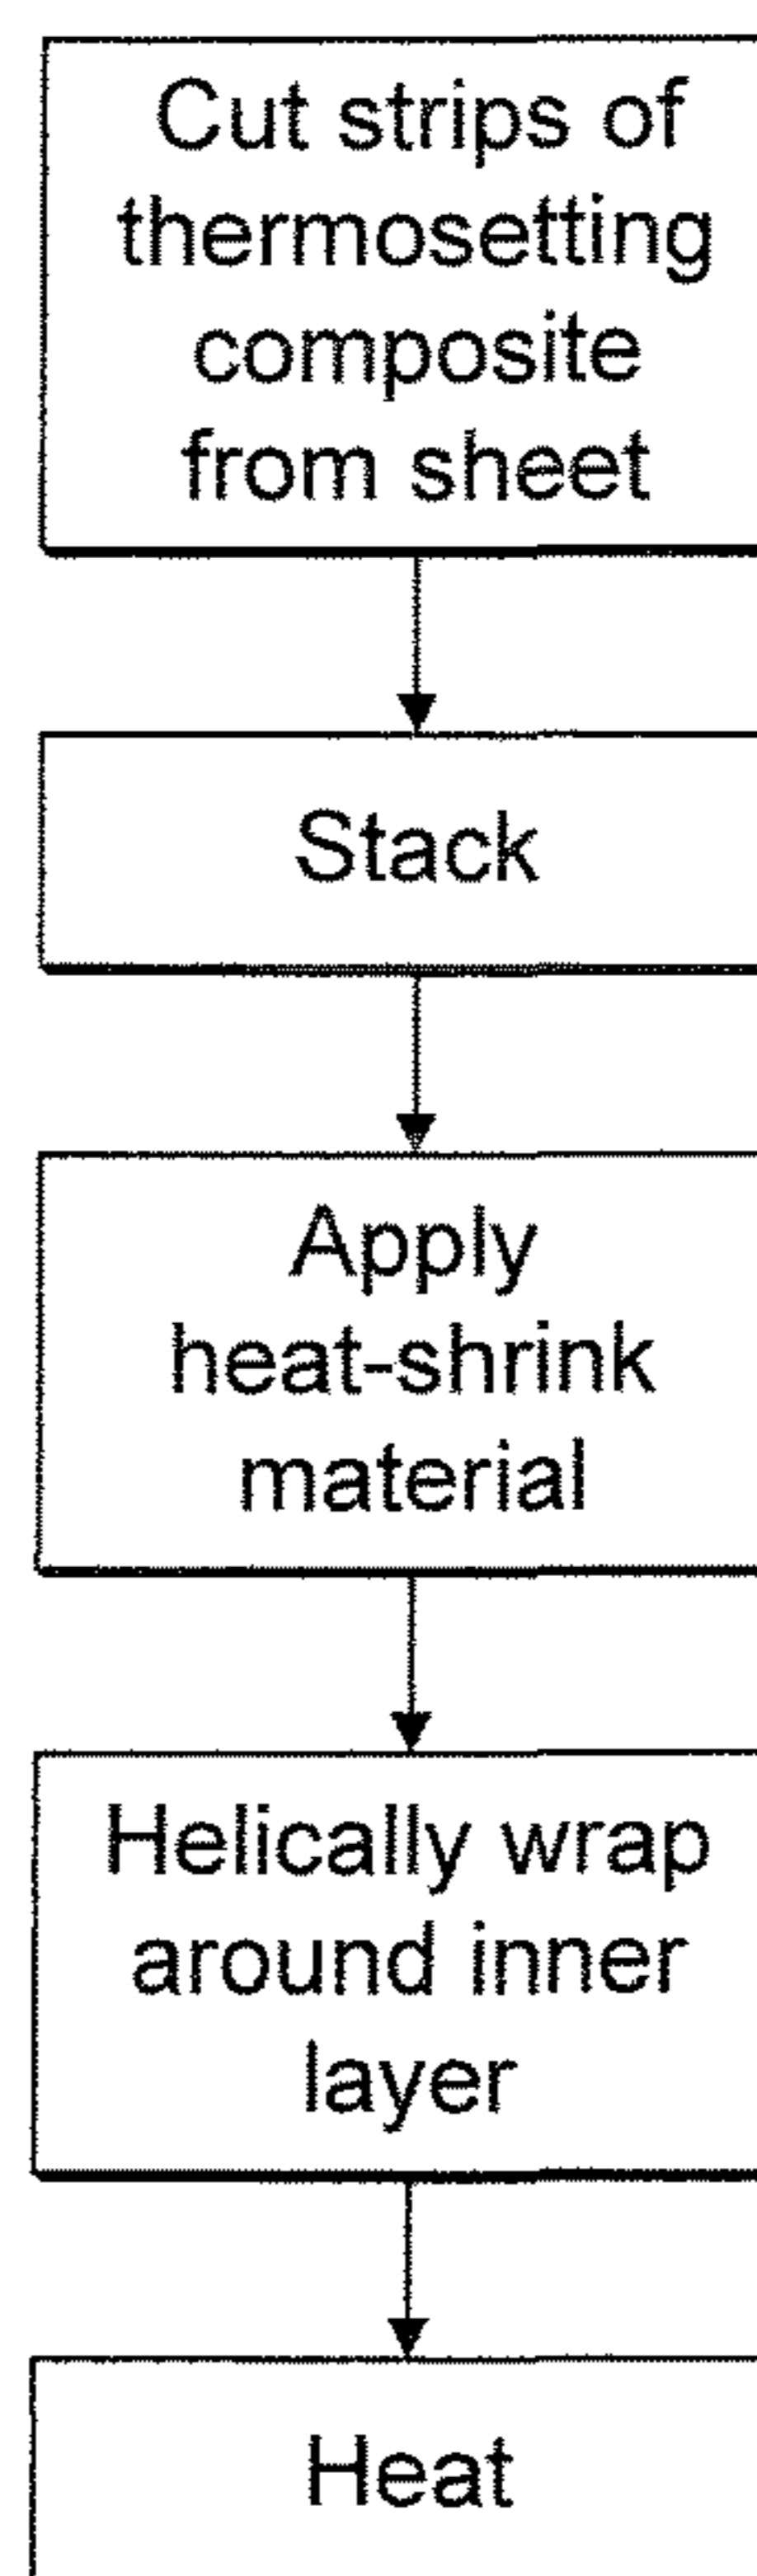 Cut strips of
thermosetting
composite
from sheet
Stack
Apply
heat-shrink
material
Helically wrap
around inner
layer
Heat